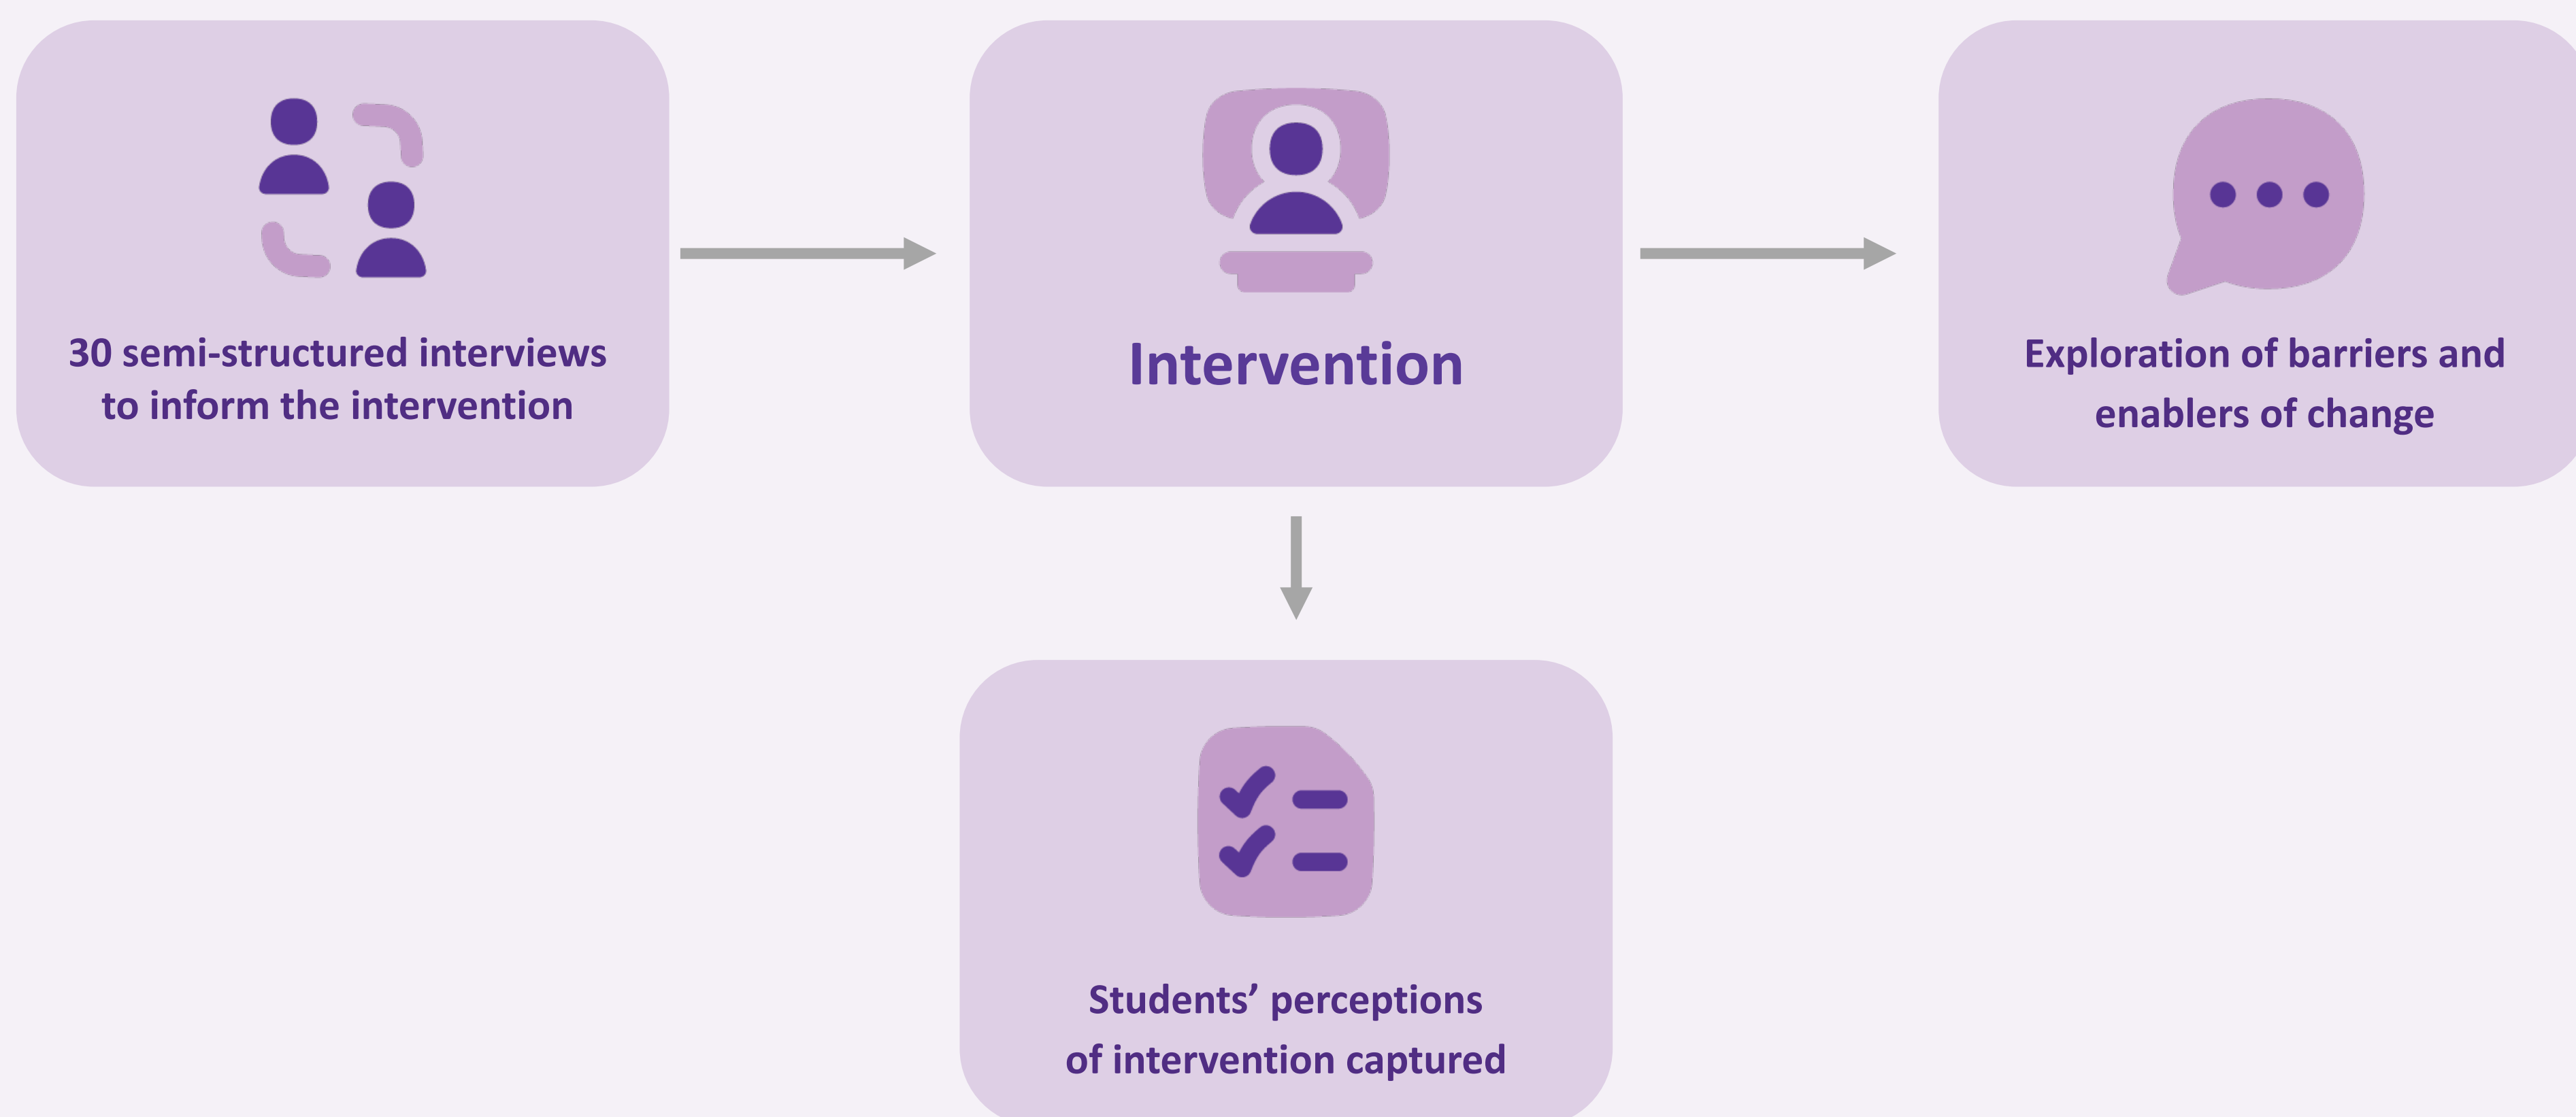 30 semi-structured interviews
to inform the intervention
Intervention
Exploration of barriers and
enablers of change
Students’ perceptions
of intervention captured